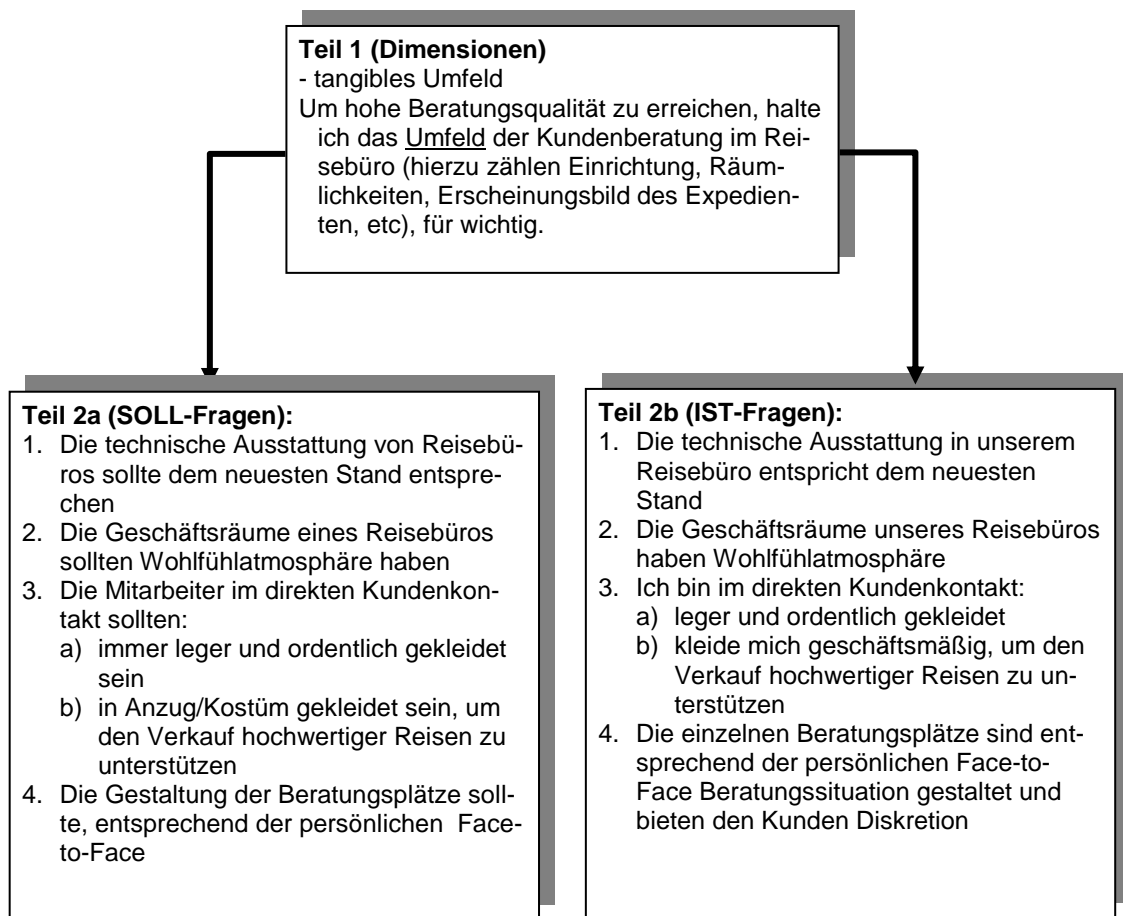 Teil 1 (Dimensionen)
- tangibles Umfeld
Um hohe Beratungsqualität zu erreichen, halte
ich das Umfeld der Kundenberatung im Rei-
sebüro (hierzu zählen Einrichtung, Räum-
lichkeiten, Erscheinungsbild des Expedien-
ten, etc), für wichtig.
Teil 2a (SOLL-Fragen):
1. Die technische Ausstattung von Reisebü-
ros sollte dem neuesten Stand entspre-
chen
2. Die Geschäftsräume eines Reisebüros
sollten Wohlfühlatmosphäre haben
3. Die Mitarbeiter im direkten Kundenkon-
takt sollten:
a) immer leger und ordentlich gekleidet
sein
b) in Anzug/Kostüm gekleidet sein, um
den Verkauf hochwertiger Reisen zu
unterstützen
4. Die Gestaltung der Beratungsplätze soll-
te, entsprechend der persönlichen Face-
to-Face
Teil 2b (IST-Fragen):
1. Die technische Ausstattung in unserem
Reisebüro entspricht dem neuesten
Stand
2. Die Geschäftsräume unseres Reisebüros
haben Wohlfühlatmosphäre
3. Ich bin im direkten Kundenkontakt:
a) leger und ordentlich gekleidet
b) kleide mich geschäftsmäßig, um den
Verkauf hochwertiger Reisen zu un-
terstützen
4. Die einzelnen Beratungsplätze sind ent-
sprechend der persönlichen Face-to-
Face Beratungssituation gestaltet und
bieten den Kunden Diskretion